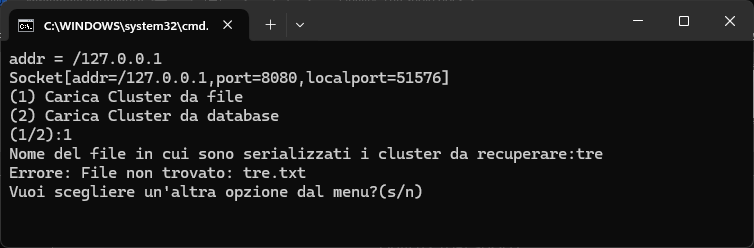 C:\WINDOWS\system32\cmd.
addr = /127.0.0.1
Socket[addr=/127.0.0.1,port=8080,localport=51576]
(1) Carica Cluster da file
(2) Carica Cluster da database
(1/2):1
Nome del file in cui sono serializzati i cluster da recuperare:tre
Errore: File non trovato: tre.txt
Vuoi scegliere un'altra opzione dal menu?(s/n)